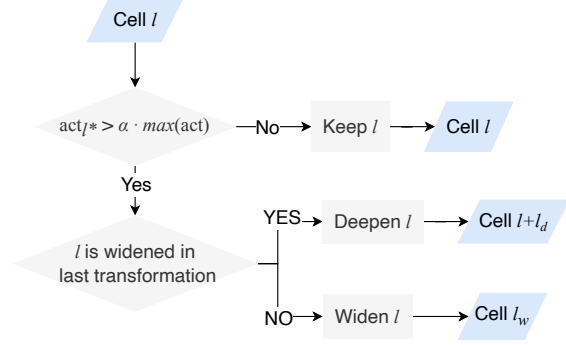 Cell l
act_l* > α · max(act)
No
Keep l
Cell l
Yes
l is widened in
last transformation
YES
Deepen l
Cell l+l_d
NO
Widen l
Cell l_w